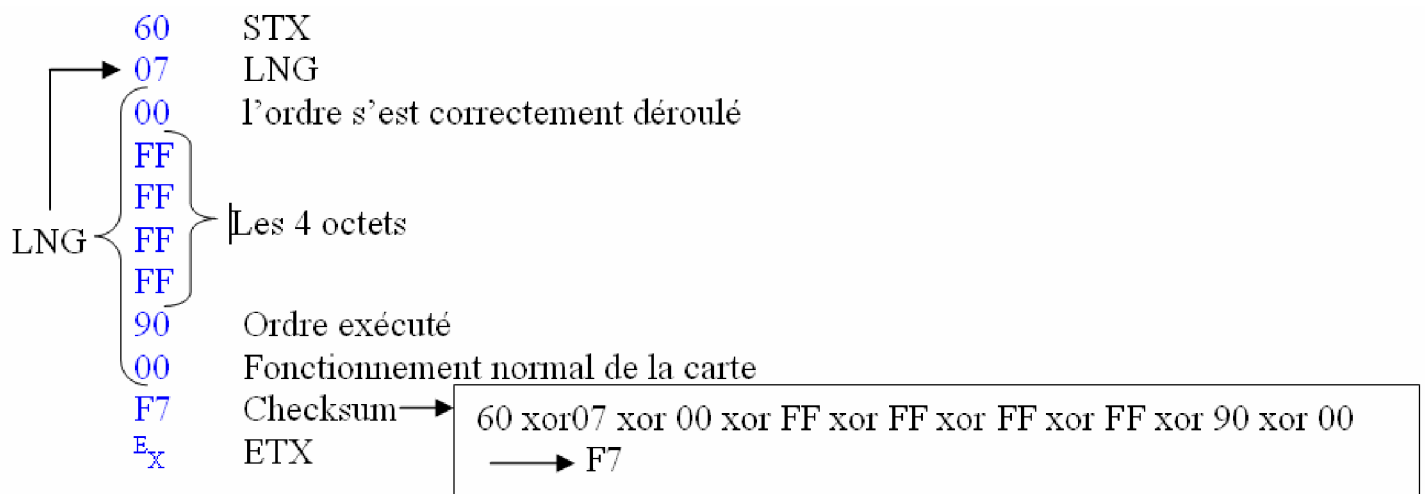 60 STX
07 LNG
00 l'ordre s'est correctement déroulé
FF
FF
LNG FF Les 4 octets
FF
90 Ordre exécuté
00 Fonctionnement normal de la carte
F7 Checksum 60 xor07 xor 00 xor FF xor FF xor FF xor FF xor 90 xor 00
EX ETX F7